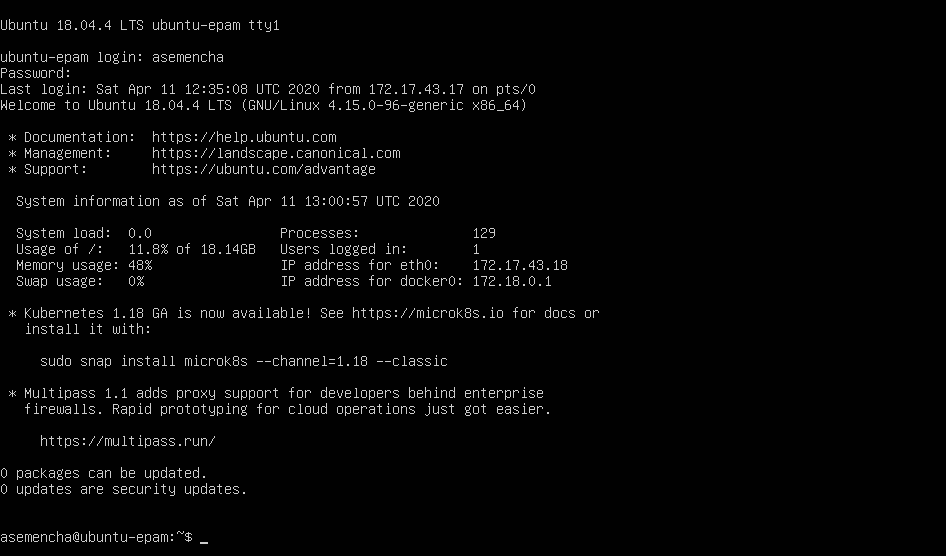 Ubuntu 18.04.4 LTS ubuntu-epam tty1
ubuntu-epam login: asemencha
Password:
Last login: Sat Apr 11 12:35:08 UTC 2020 from 172.17.43.17 on pts/0
Welcome to Ubuntu 18.04.4 LTS (GNU/Linux 4.15.0-96-generic x86_64)
* Documentation:  https://help.ubuntu.com
* Management:     https://landscape.canonical.com
* Support:        https://ubuntu.com/advantage
System information as of Sat Apr 11 13:00:57 UTC 2020
System load:  0.0                Processes:              129
Usage of /:   11.8% of 18.14GB   Users logged in:        1
Memory usage: 48%                IP address for eth0:    172.17.43.18
Swap usage:   0%                 IP address for docker0: 172.18.0.1
* Kubernetes 1.18 GA is now available! See https://microk8s.io for docs or
install it with:
sudo snap install microk8s --channel=1.18 --classic
* Multipass 1.1 adds proxy support for developers behind enterprise
firewalls. Rapid prototyping for cloud operations just got easier.
https://multipass.run/
0 packages can be updated.
0 updates are security updates.
asemencha@ubuntu-epam:~$ _